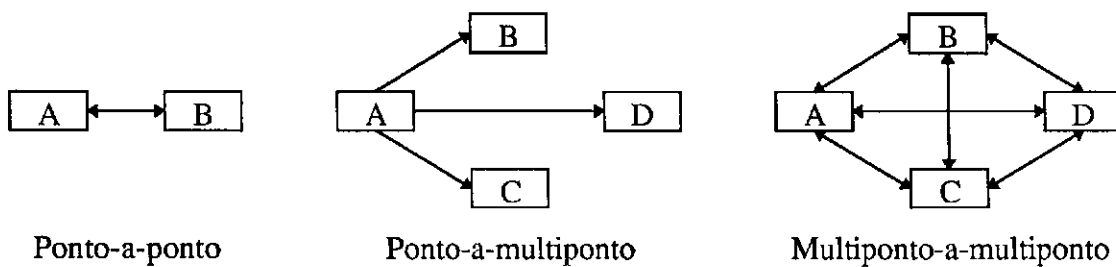 A B
Ponto-a-ponto
B
A D
C
Ponto-a-multiponto
B
A D
C
Multiponto-a-multiponto